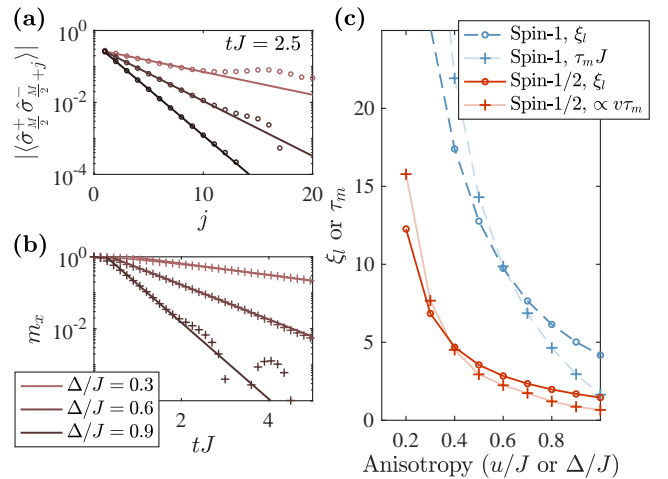 (a)
tJ = 2.5
|⟨σ̂⁺_{M/2} σ̂⁻_{M/2+j}⟩|
10⁰
10⁻²
10⁻⁴
0 10 20
j
(b)
m_x
10⁰
10⁻²
2 4
tJ
Δ/J = 0.3
Δ/J = 0.6
Δ/J = 0.9
(c)
Spin-1, ξ_l
Spin-1, τ_m J
Spin-1/2, ξ_l
Spin-1/2, ∝ vτ_m
ξ_l or τ_m
20
15
10
5
0
0.2 0.4 0.6 0.8
Anisotropy (u/J or Δ/J)